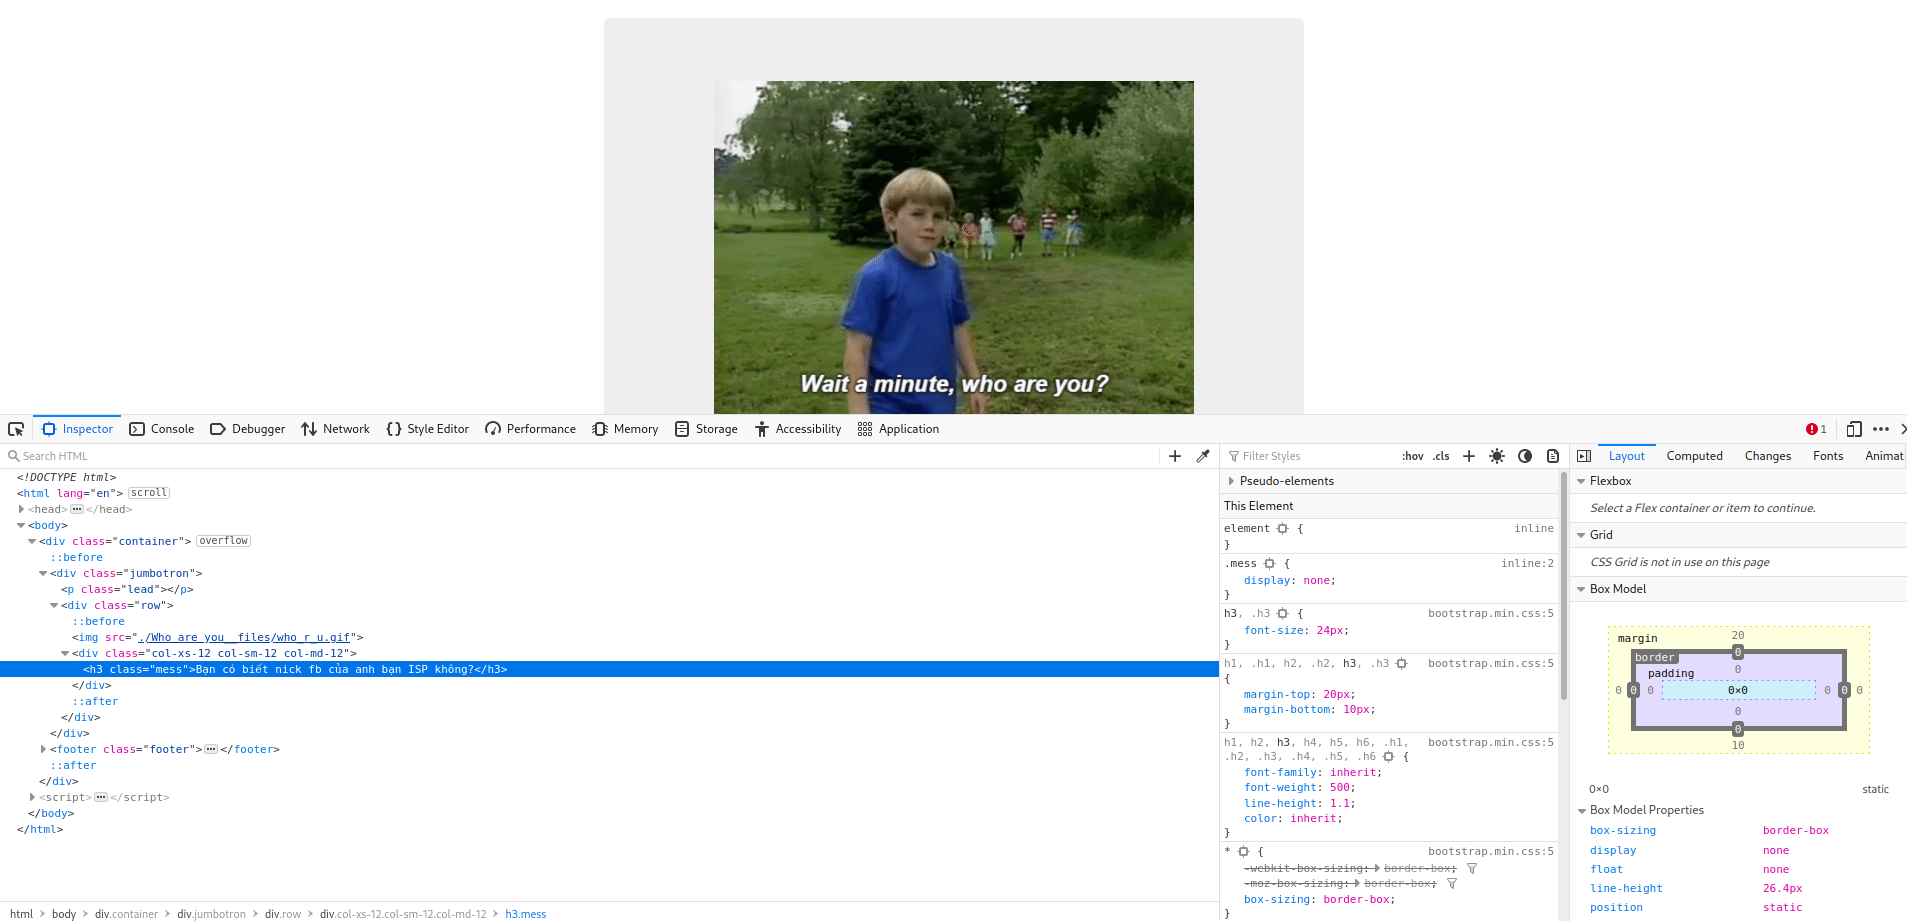 Wait a minute, who are you?
Inspector Console Debugger Network Style Editor Performance Memory Storage Accessibility Application 1
Search HTML
<!DOCTYPE html>
<html lang="en"> scroll
<head> ··· </head>
<body>
<div class="container"> overflow
::before
<div class="jumbotron">
<p class="lead"></p>
<div class="row">
::before
<img src="./Who are you__files/who_r_u.gif">
<div class="col-xs-12 col-sm-12 col-md-12">
<h3 class="mess">Bạn có biết nick fb của anh bạn ISP không?</h3>
</div>
::after
</div>
</div>
<footer class="footer"> ··· </footer>
::after
</div>
<script> ··· </script>
</body>
</html>
html > body > div.container > div.jumbotron > div.row > div.col-xs-12.col-sm-12.col-md-12 > h3.mess
Filter Styles :hov .cls
Pseudo-elements
This Element
element { inline
}
.mess { inline:2
display: none;
}
h3, .h3 { bootstrap.min.css:5
font-size: 24px;
}
h1, .h1, h2, .h2, h3, .h3 bootstrap.min.css:5
{
margin-top: 20px;
margin-bottom: 10px;
}
h1, h2, h3, h4, h5, h6, .h1, bootstrap.min.css:5
.h2, .h3, .h4, .h5, .h6 {
font-family: inherit;
font-weight: 500;
line-height: 1.1;
color: inherit;
}
* { bootstrap.min.css:5
-webkit-box-sizing: border-box;
-moz-box-sizing: border-box;
box-sizing: border-box;
}
Layout Computed Changes Fonts Animat
Flexbox
Select a Flex container or item to continue.
Grid
CSS Grid is not in use on this page
Box Model
margin 20
border 0
padding 0
0 0 0 0×0 0 0 0
0
0
10
0×0 static
Box Model Properties
box-sizing border-box
display none
float none
line-height 26.4px
position static